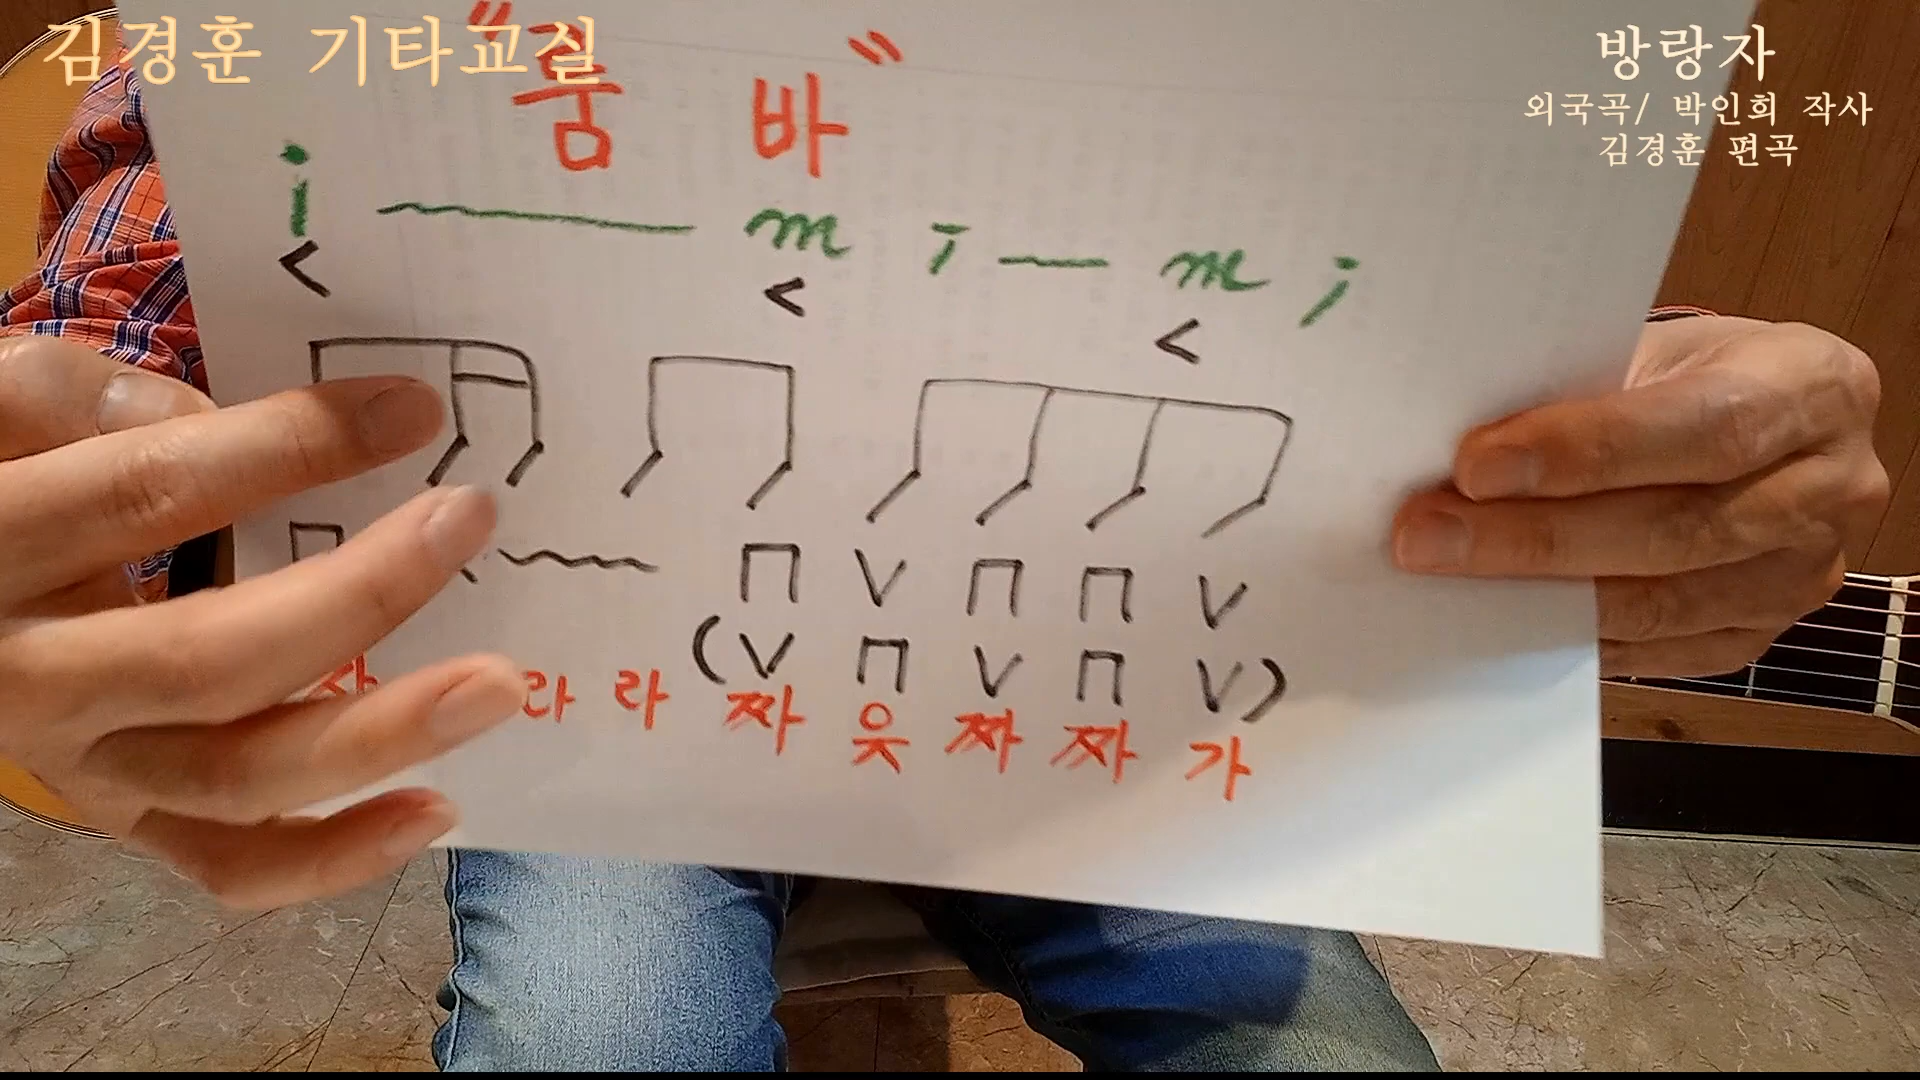 김경훈 기타교실
방랑자
외국곡/ 박인희 작사
김경훈 편곡
"룸 바"
i m i m i
< < <
V V
(V V V)
라 라 짜 웃 짜 짜 가